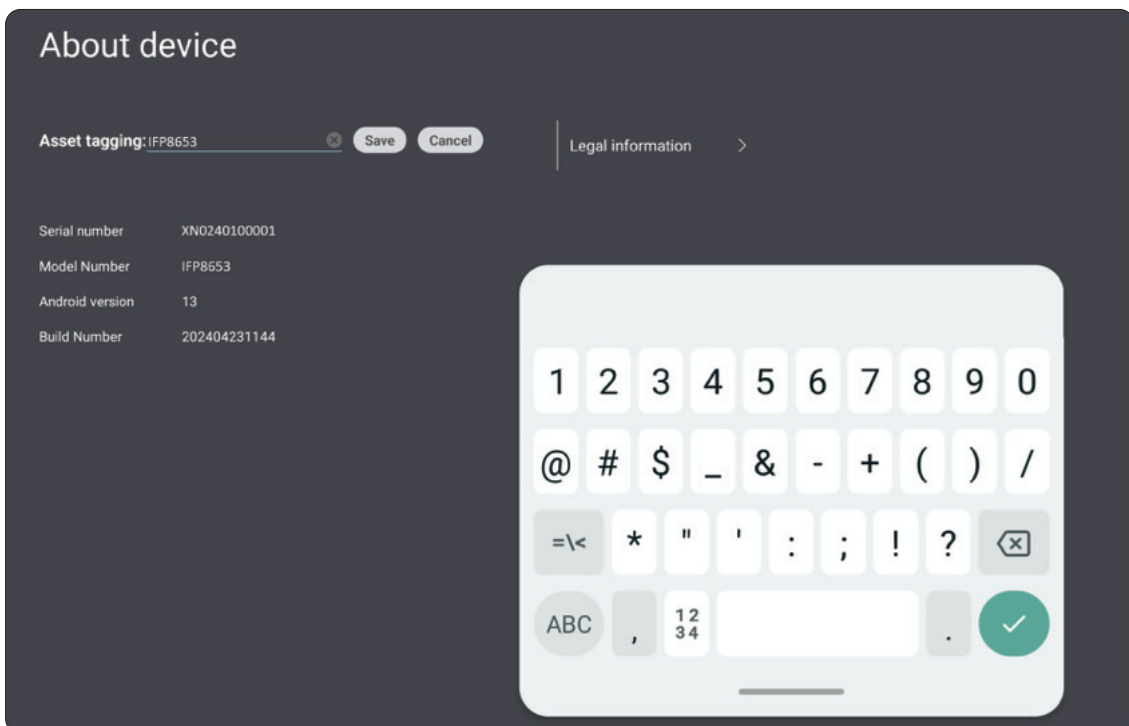 About device
Asset tagging: IFP8653 Save Cancel
Legal information >
Serial number XN0240100001
Model Number IFP8653
Android version 13
Build Number 202404231144
1 2 3 4 5 6 7 8 9 0
@ # $ _ & - + ( ) /
=\< * " ' : ; ! ?
ABC , 12 34 .